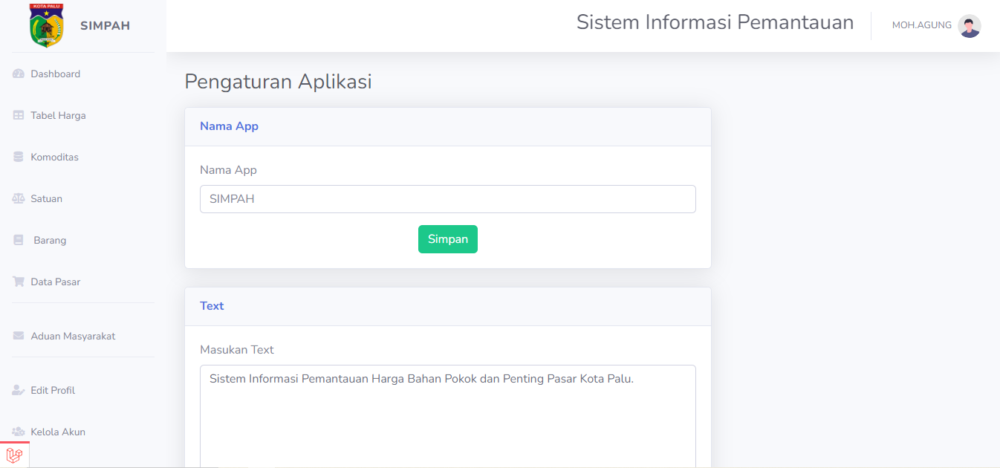 KOTA PALU
SIMPAH
Sistem Informasi Pemantauan
MOH.AGUNG
Dashboard
Tabel Harga
Komoditas
Satuan
Barang
Data Pasar
Aduan Masyarakat
Edit Profil
Kelola Akun
Pengaturan Aplikasi
Nama App
Nama App
SIMPAH
Simpan
Text
Masukan Text
Sistem Informasi Pemantauan Harga Bahan Pokok dan Penting Pasar Kota Palu.